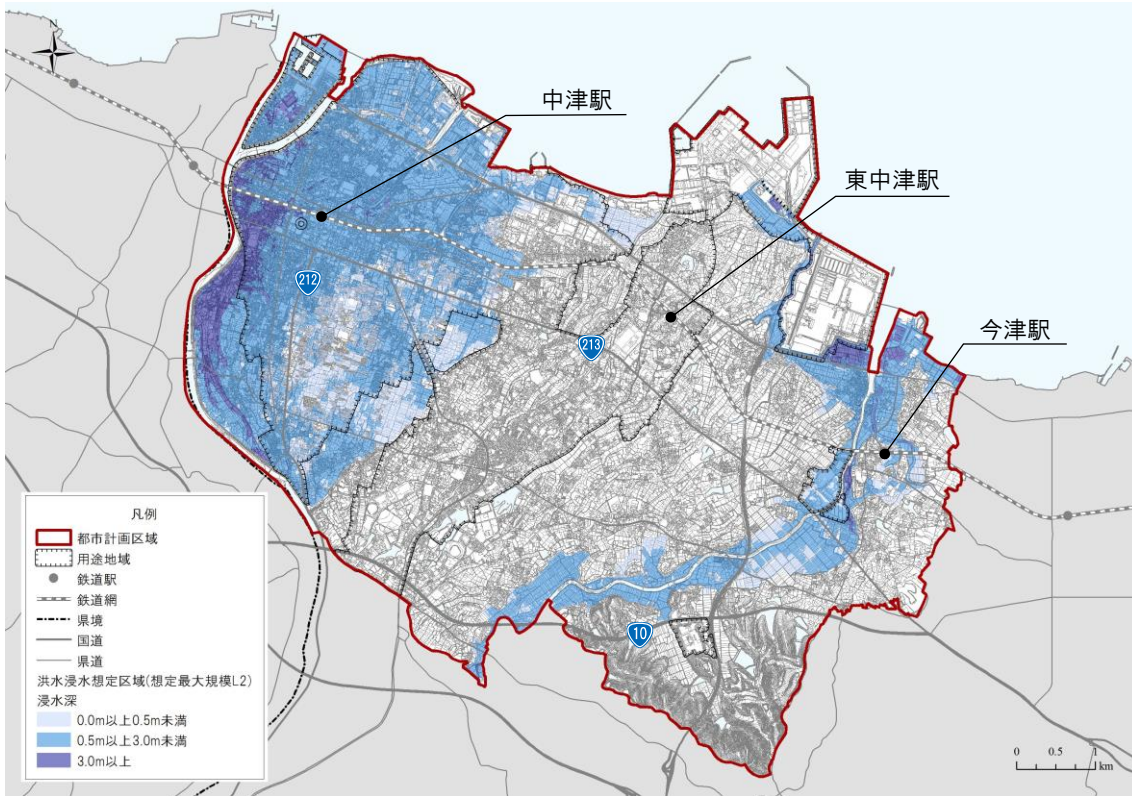 N
中津駅
東中津駅
212
213
今津駅
10
凡例
都市計画区域
用途地域
鉄道駅
鉄道網
県境
国道
県道
洪水浸水想定区域(想定最大規模L2)
浸水深
0.0m以上0.5m未満
0.5m以上3.0m未満
3.0m以上
0 0.5 1
km